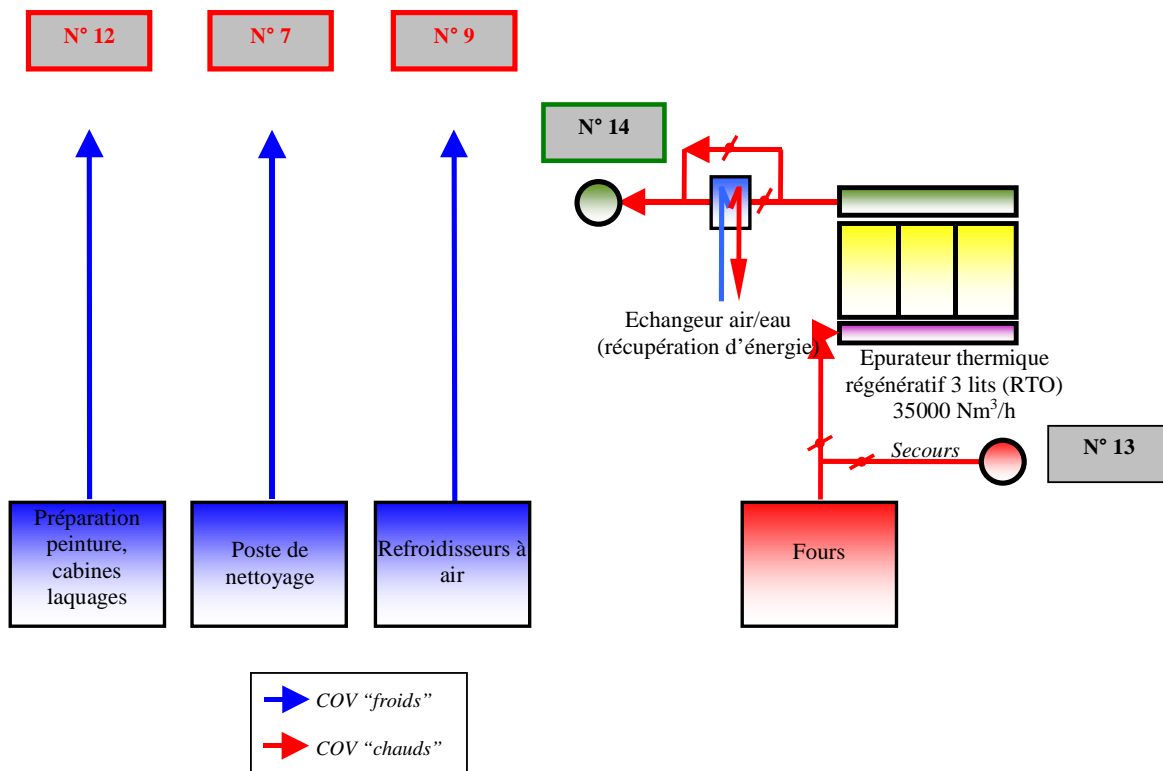 N° 12
N° 7
N° 9
N° 14
Echangeur air/eau
(récupération d’énergie)
Epurateur thermique
régénératif 3 lits (RTO)
35000 Nm³/h
Secours
N° 13
Préparation
peinture,
cabines
laquages
Poste de
nettoyage
Refroidisseurs à
air
Fours
COV “froids”
COV “chauds”